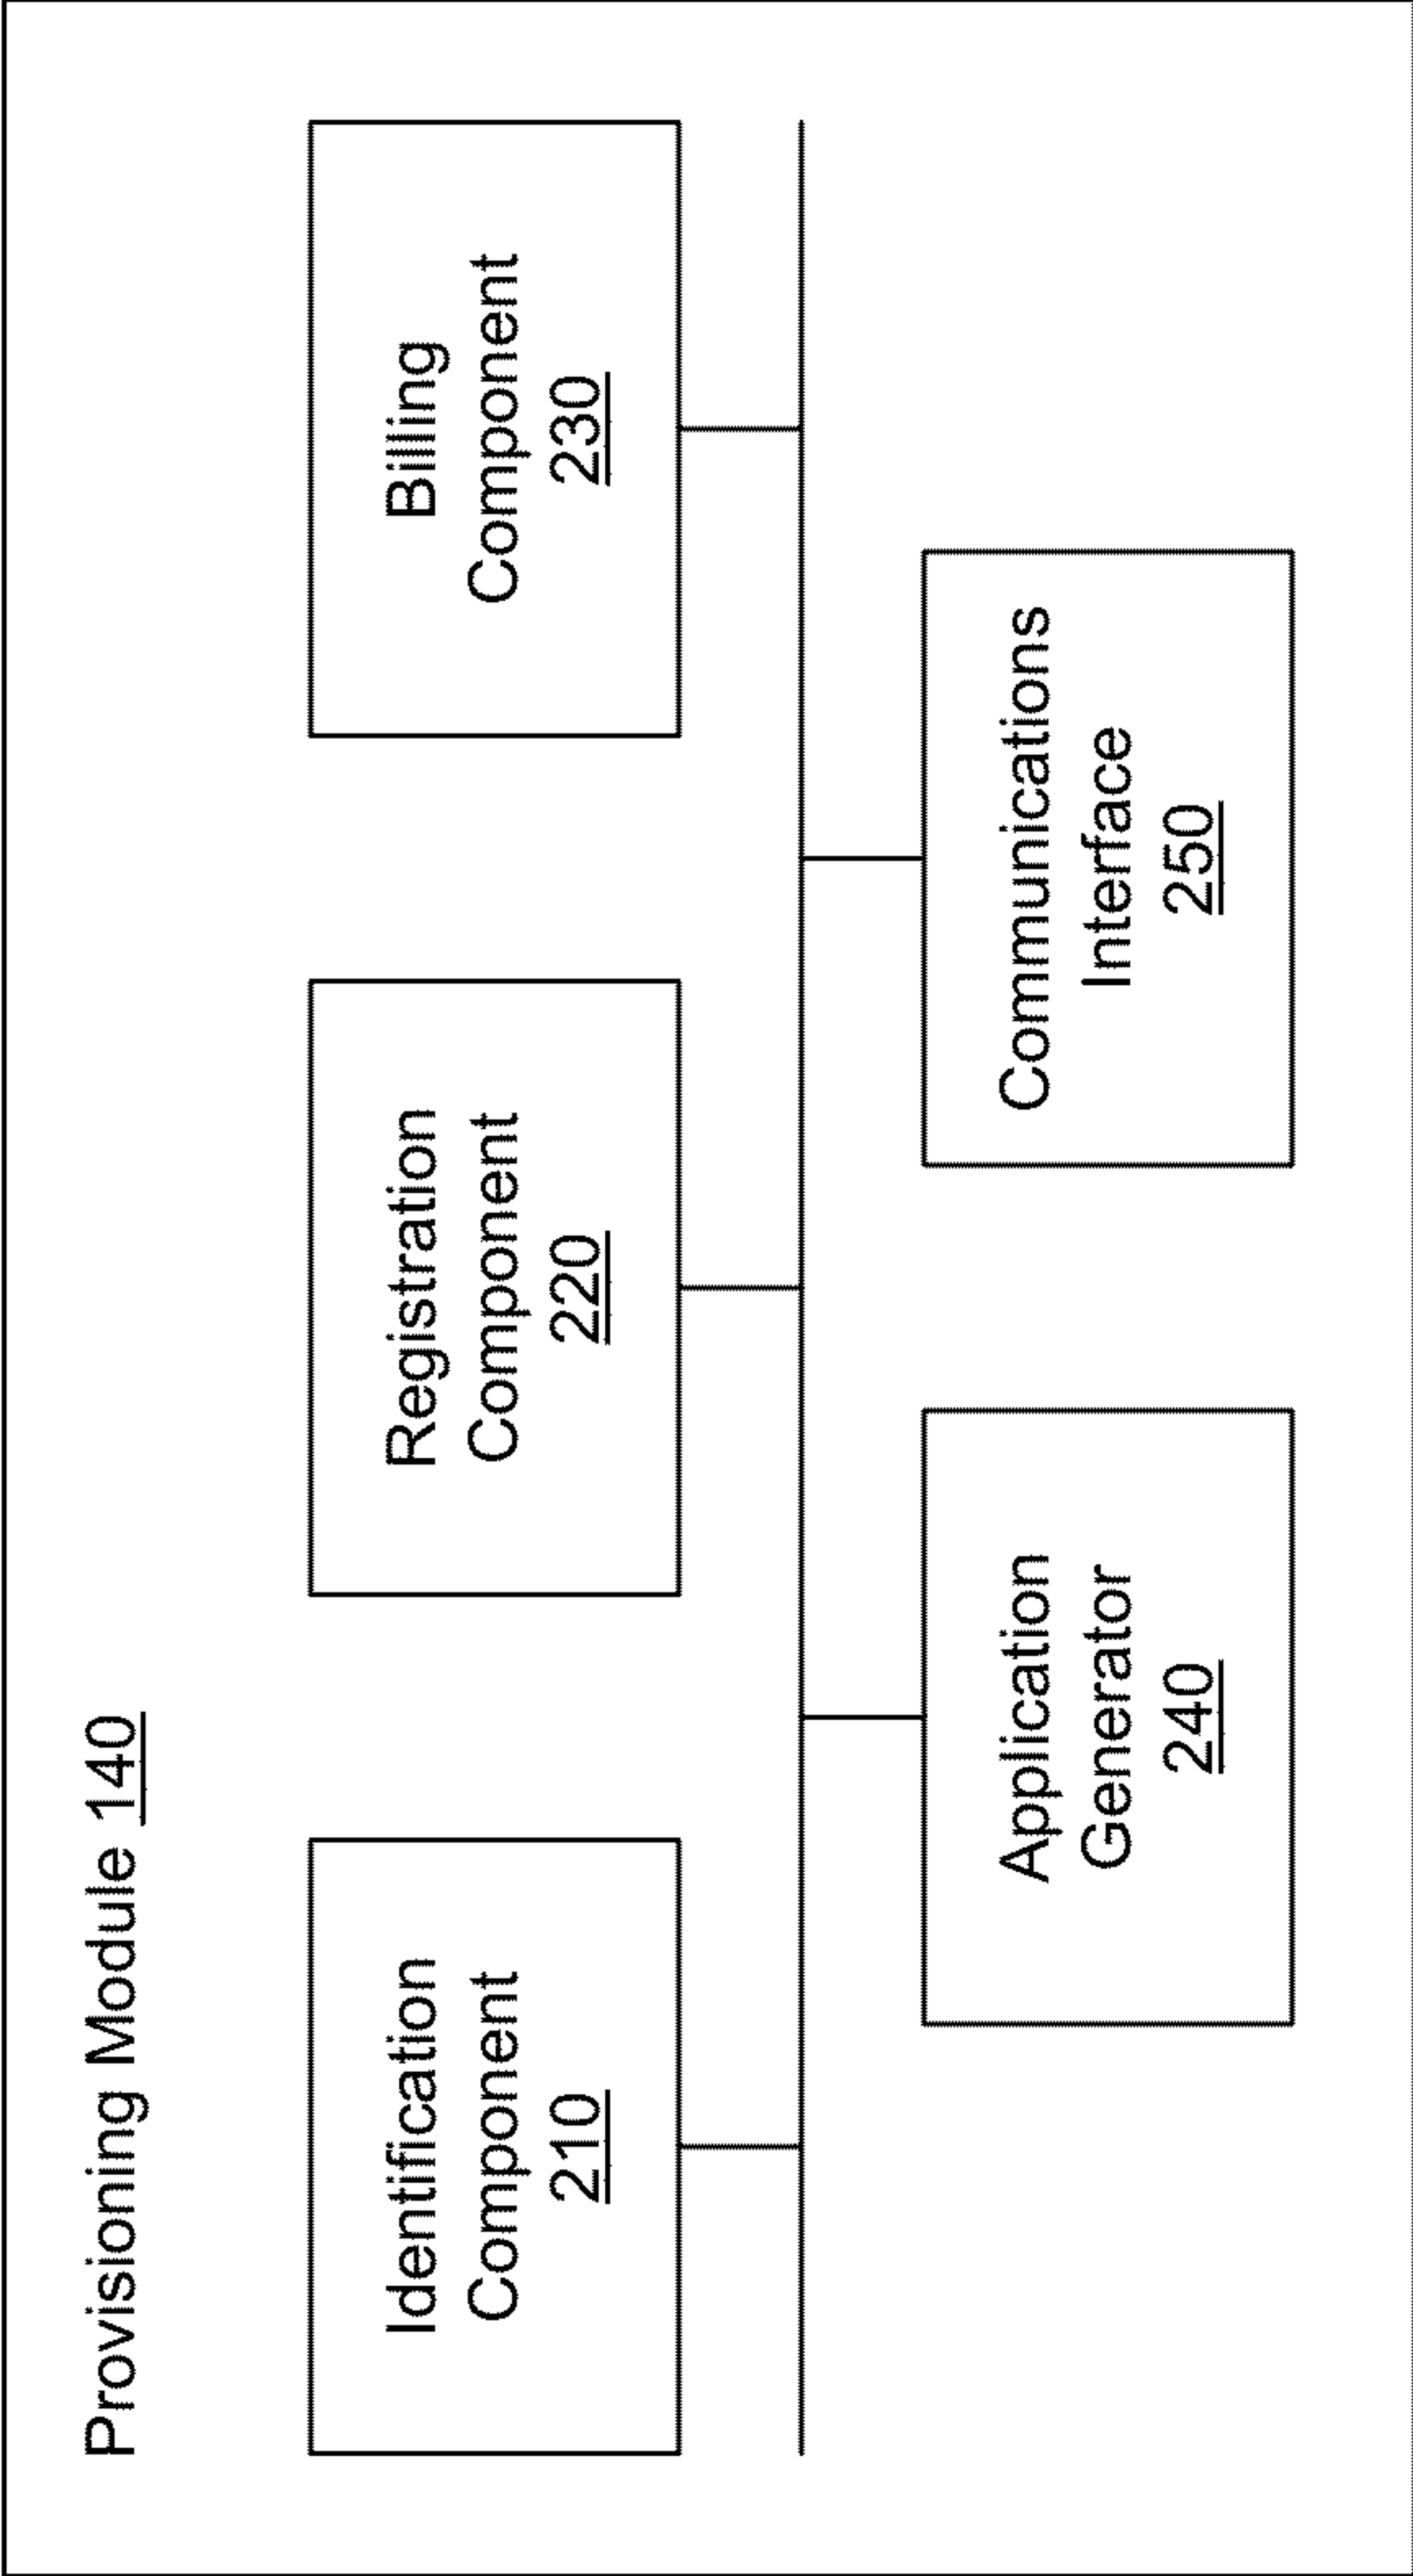 Provisioning Module 140
Identification
Component
210
Registration
Component
220
Billing
Component
230
Application
Generator
240
Communications
Interface
250